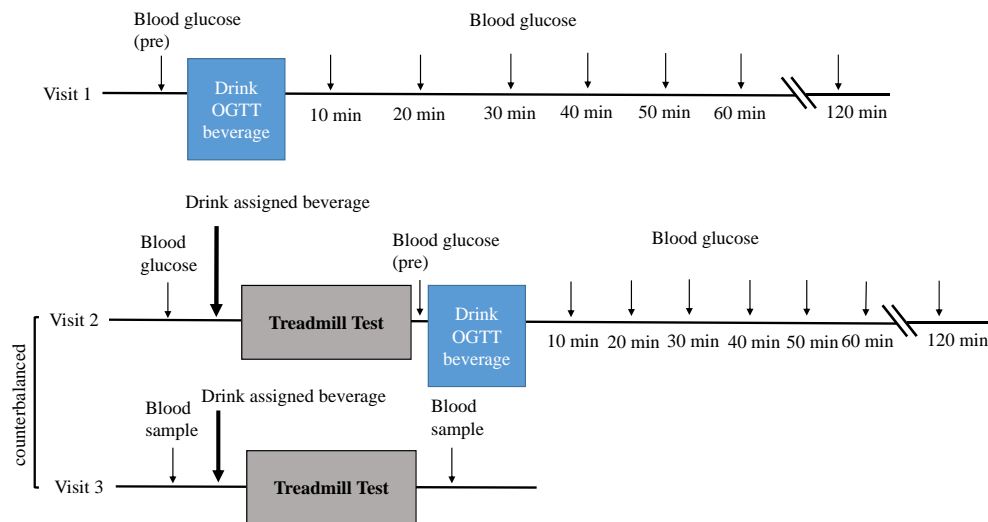 Blood glucose
(pre)
Blood glucose
Visit 1
Drink
OGTT
beverage
10 min
20 min
30 min
40 min
50 min
60 min
120 min
Drink assigned beverage
Blood
glucose
Blood glucose
(pre)
Blood glucose
Visit 2
Treadmill Test
Drink
OGTT
beverage
10 min
20 min
30 min
40 min
50 min
60 min
120 min
counterbalanced
Drink assigned beverage
Blood
sample
Blood
sample
Visit 3
Treadmill Test